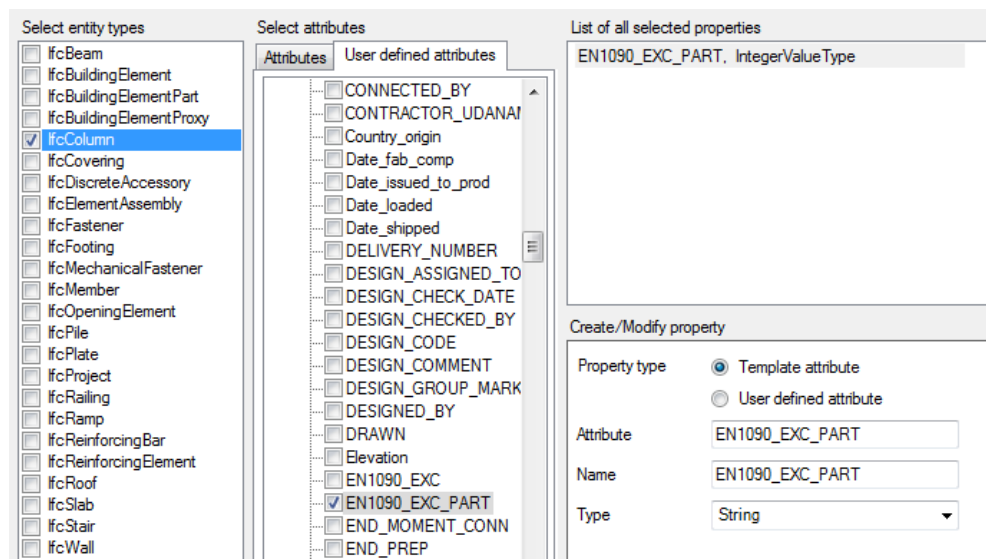 Select entity types
IfcBeam
IfcBuildingElement
IfcBuildingElementPart
IfcBuildingElementProxy
IfcColumn
IfcCovering
IfcDiscreteAccessory
IfcElementAssembly
IfcFastener
IfcFooting
IfcMechanicalFastener
IfcMember
IfcOpeningElement
IfcPile
IfcPlate
IfcProject
IfcRailing
IfcRamp
IfcReinforcingBar
IfcReinforcingElement
IfcRoof
IfcSlab
IfcStair
IfcWall
Select attributes
Attributes User defined attributes
CONNECTED_BY
CONTRACTOR_UDANAM
Country_origin
Date_fab_comp
Date_issued_to_prod
Date_loaded
Date_shipped
DELIVERY_NUMBER
DESIGN_ASSIGNED_TO
DESIGN_CHECK_DATE
DESIGN_CHECKED_BY
DESIGN_CODE
DESIGN_COMMENT
DESIGN_GROUP_MARK
DESIGNED_BY
DRAWN
Elevation
EN1090_EXC
EN1090_EXC_PART
END_MOMENT_CONN
END_PREP
List of all selected properties
EN1090_EXC_PART, IntegerValueType
Create/Modify property
Property type Template attribute
User defined attribute
Attribute EN1090_EXC_PART
Name EN1090_EXC_PART
Type String